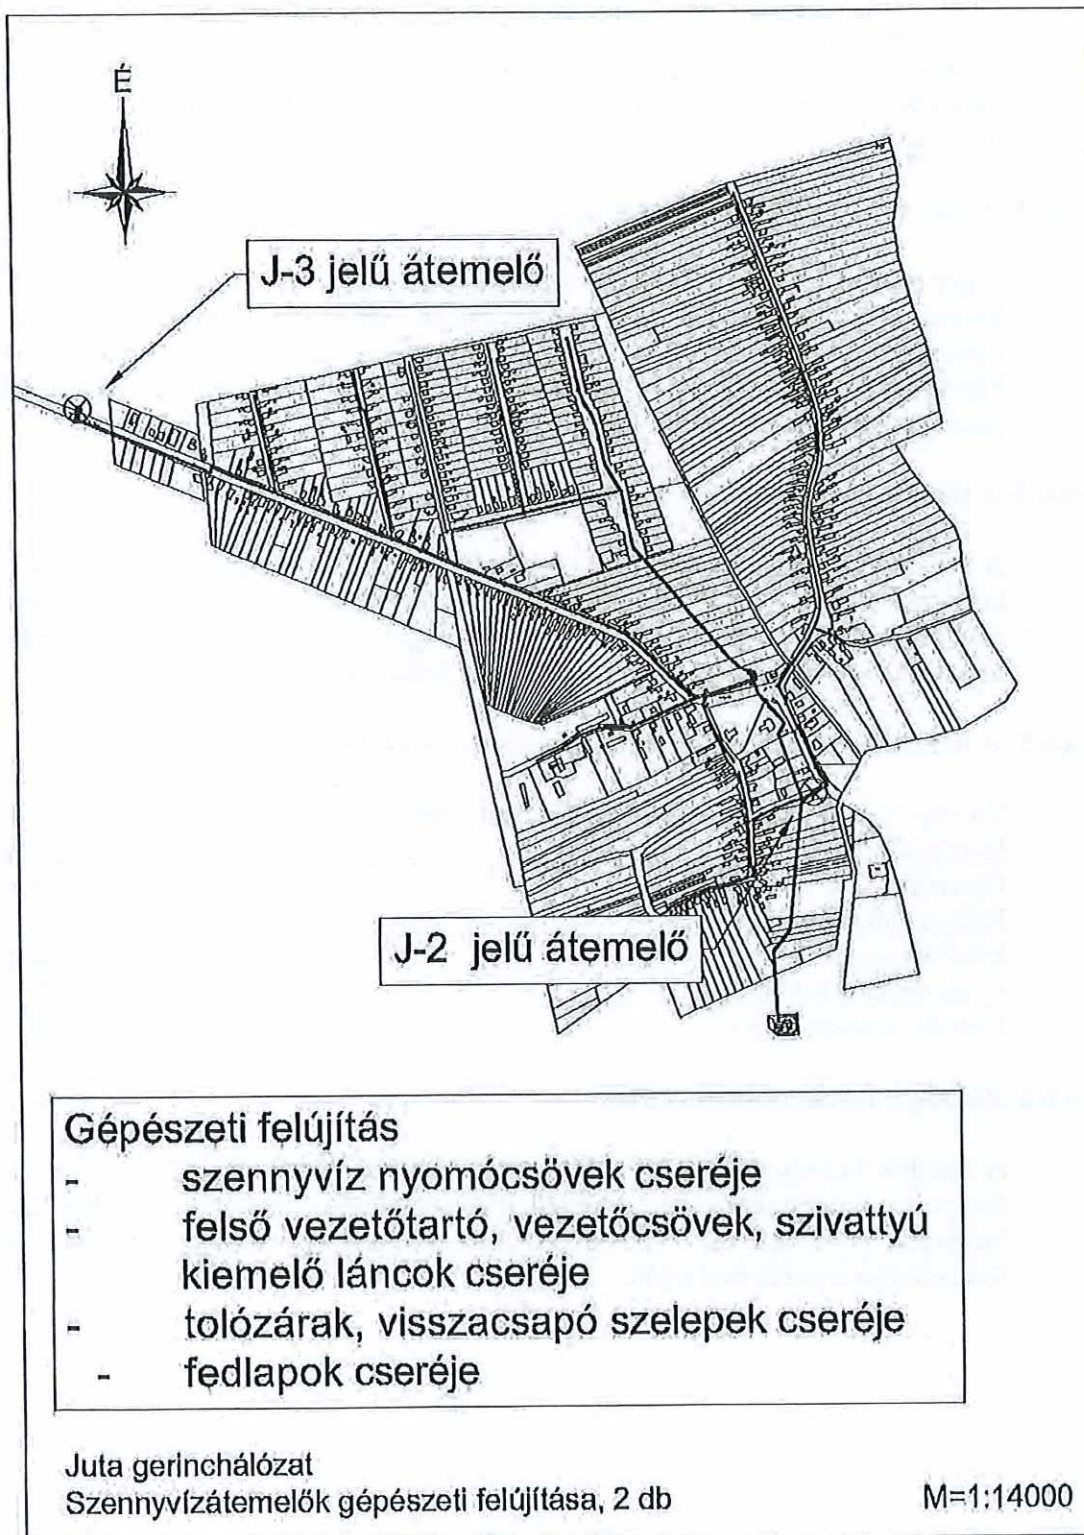 É
J-3 jelű átemelő
J-2 jelű átemelő
Gépészeti felújítás
- szennyvíz nyomócsövek cseréje
- felső vezetőtartó, vezetőcsövek, szivattyú
kiemelő láncok cseréje
- tolózárak, visszacsapó szelepek cseréje
- fedlapok cseréje
Juta gerinchálózat
Szennyvízátemelők gépészeti felújítása, 2 db
M=1:14000